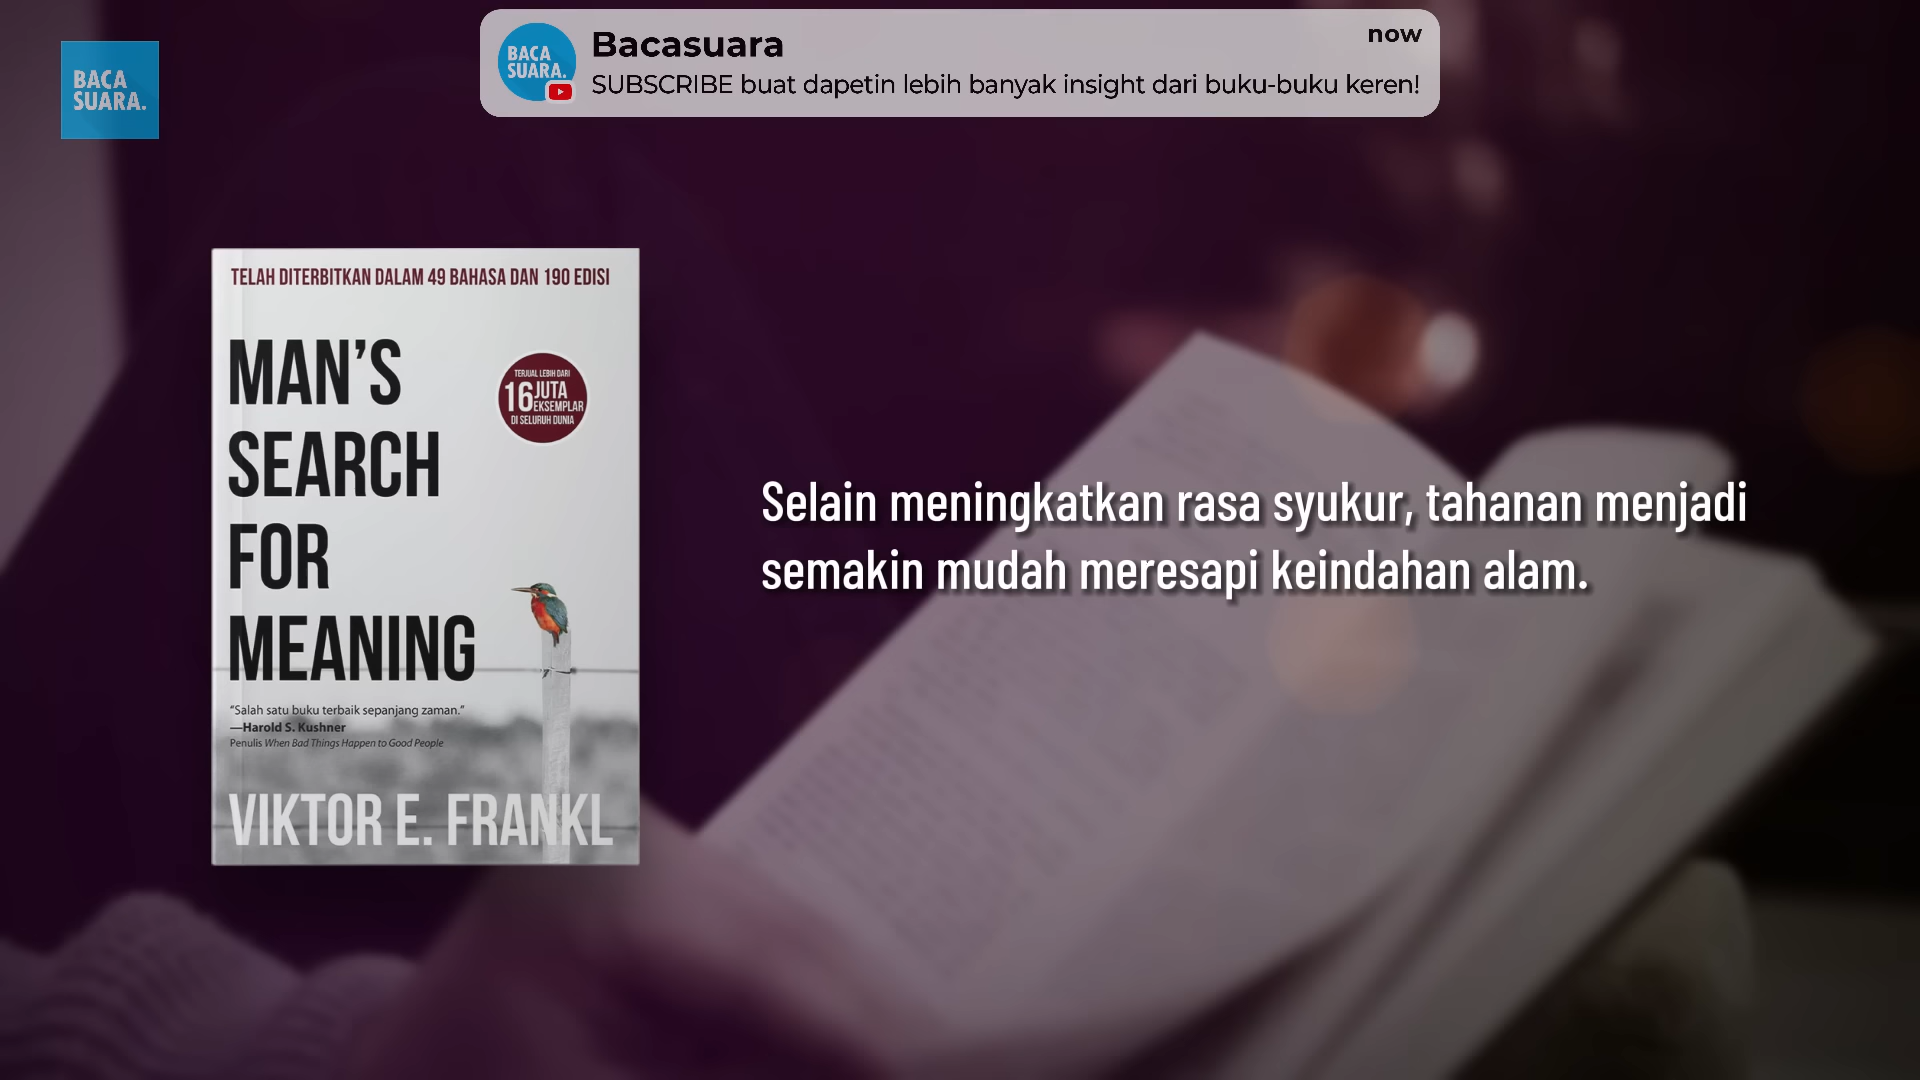 BACA
SUARA.
BACA
SUARA.
Bacasuara
now
SUBSCRIBE buat dapetin lebih banyak insight dari buku-buku keren!
TELAH DITERBITKAN DALAM 49 BAHASA DAN 190 EDISI
MAN'S
SEARCH
FOR
MEANING
TERJUAL LEBIH DARI
16 JUTA
EKSEMPLAR
DI SELURUH DUNIA
"Salah satu buku terbaik sepanjang zaman."
—Harold S. Kushner
Penulis When Bad Things Happen to Good People
VIKTOR E. FRANKL
Selain meningkatkan rasa syukur, tahanan menjadi
semakin mudah meresapi keindahan alam.